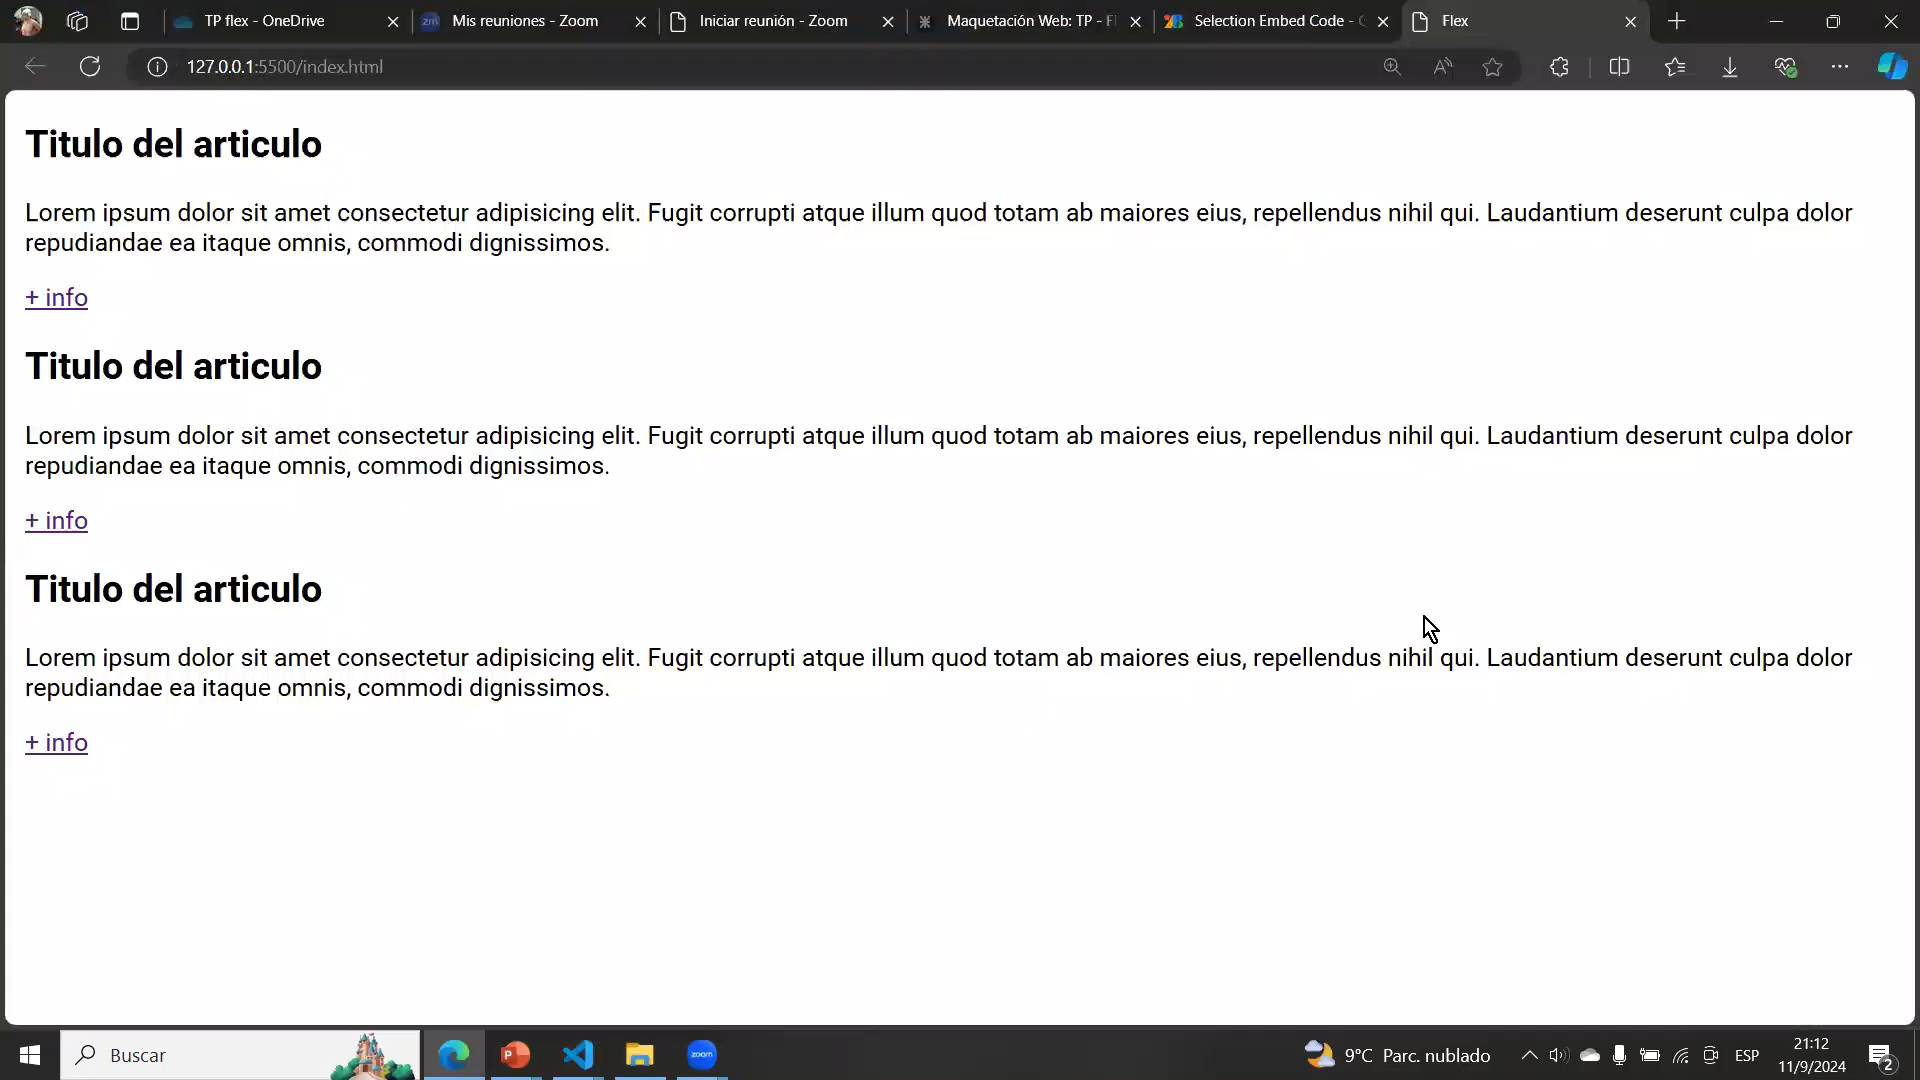 TP flex - OneDrive
Mis reuniones - Zoom
Iniciar reunión - Zoom
Maquetación Web: TP - Fl
Selection Embed Code -
Flex
127.0.0.1:5500/index.html
Titulo del articulo
Lorem ipsum dolor sit amet consectetur adipisicing elit. Fugit corrupti atque illum quod totam ab maiores eius, repellendus nihil qui. Laudantium deserunt culpa dolor
repudiandae ea itaque omnis, commodi dignissimos.
+ info
Titulo del articulo
Lorem ipsum dolor sit amet consectetur adipisicing elit. Fugit corrupti atque illum quod totam ab maiores eius, repellendus nihil qui. Laudantium deserunt culpa dolor
repudiandae ea itaque omnis, commodi dignissimos.
+ info
Titulo del articulo
Lorem ipsum dolor sit amet consectetur adipisicing elit. Fugit corrupti atque illum quod totam ab maiores eius, repellendus nihil qui. Laudantium deserunt culpa dolor
repudiandae ea itaque omnis, commodi dignissimos.
+ info
Buscar
zoom
9°C Parc. nublado
ESP
21:12
11/9/2024
2